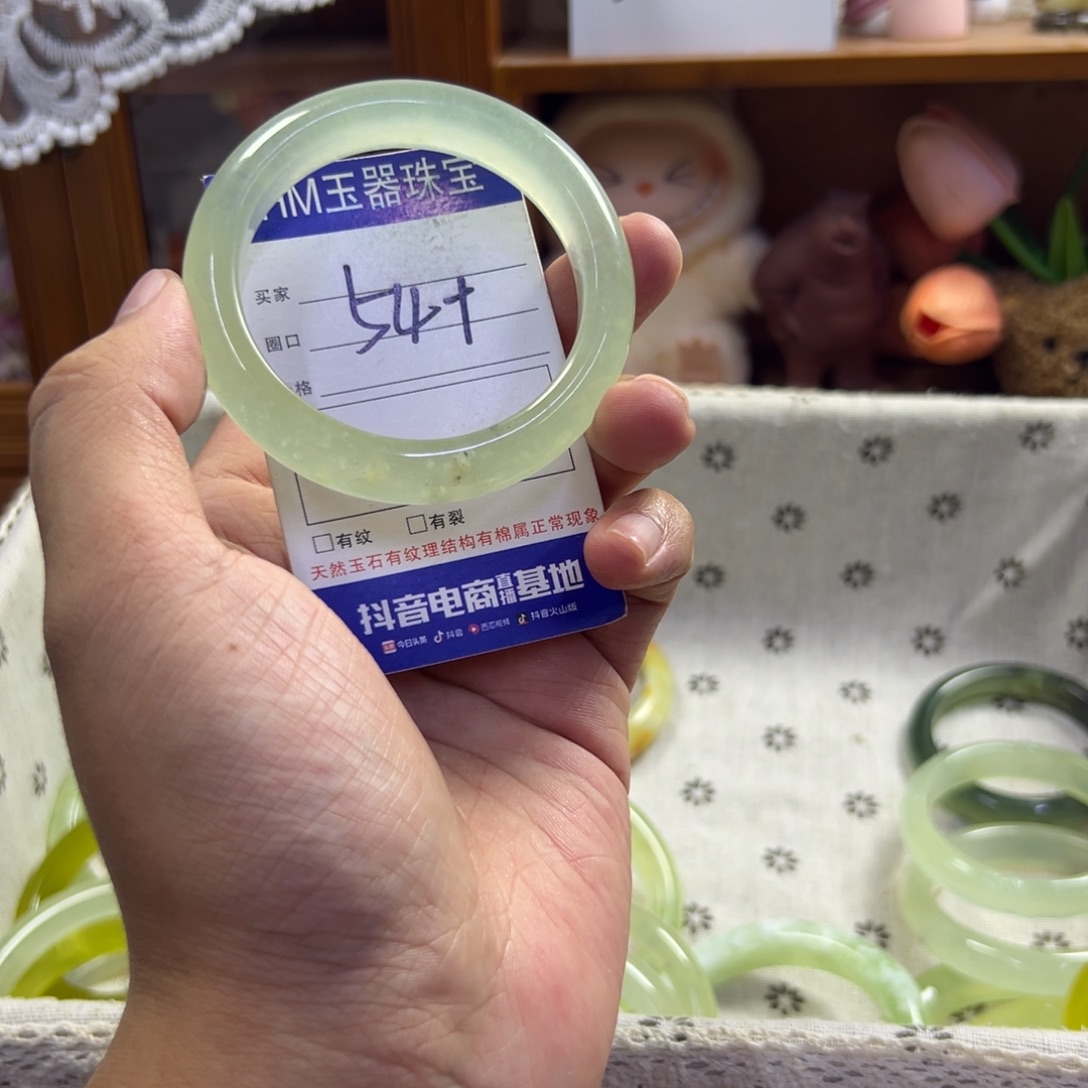 M玉器珠宝
买家
54+
圈口
格
□有纹 □有裂
天然玉石有纹理结构有棉属正常现象
抖音电商直播基地
今日头条 抖音 西瓜视频 抖音火山版